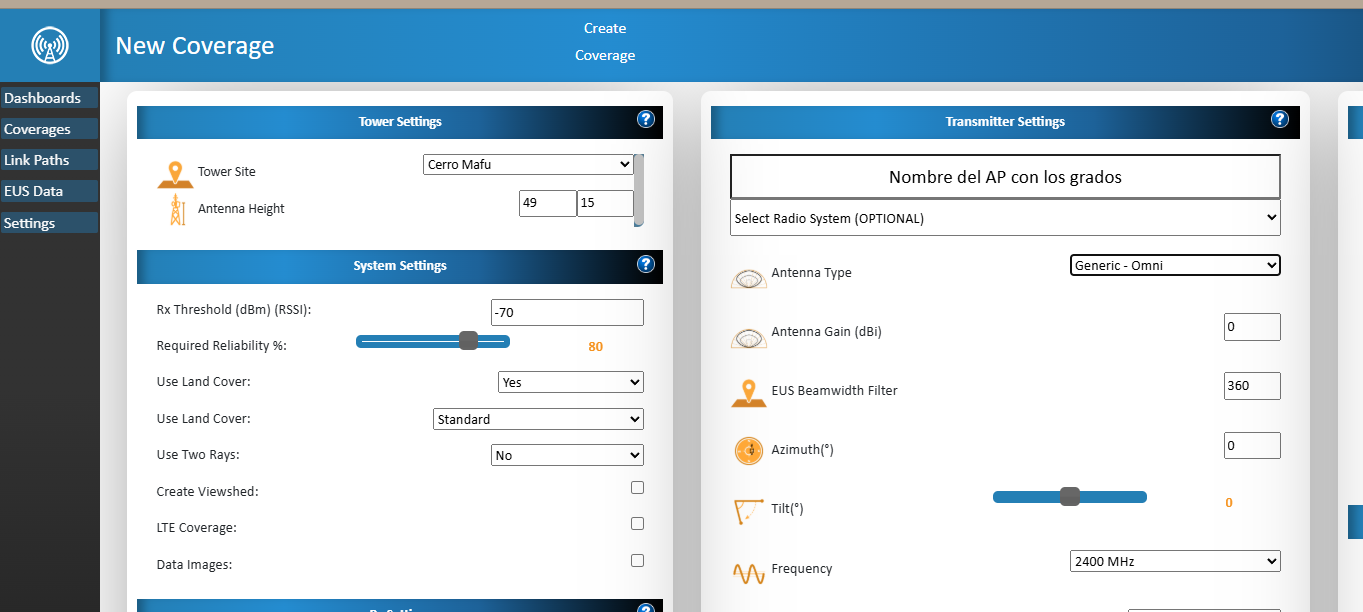 New Coverage
Create
Coverage
Dashboards
Coverages
Link Paths
EUS Data
Settings
Tower Settings
?
Tower Site
Cerro Mafu
Antenna Height
49
15
System Settings
?
Rx Threshold (dBm) (RSSI):
-70
Required Reliability %:
80
Use Land Cover:
Yes
Use Land Cover:
Standard
Use Two Rays:
No
Create Viewshed:
LTE Coverage:
Data Images:
Transmitter Settings
?
Nombre del AP con los grados
Select Radio System (OPTIONAL)
Antenna Type
Generic - Omni
Antenna Gain (dBi)
0
EUS Beamwidth Filter
360
Azimuth(°)
0
Tilt(°)
0
Frequency
2400 MHz